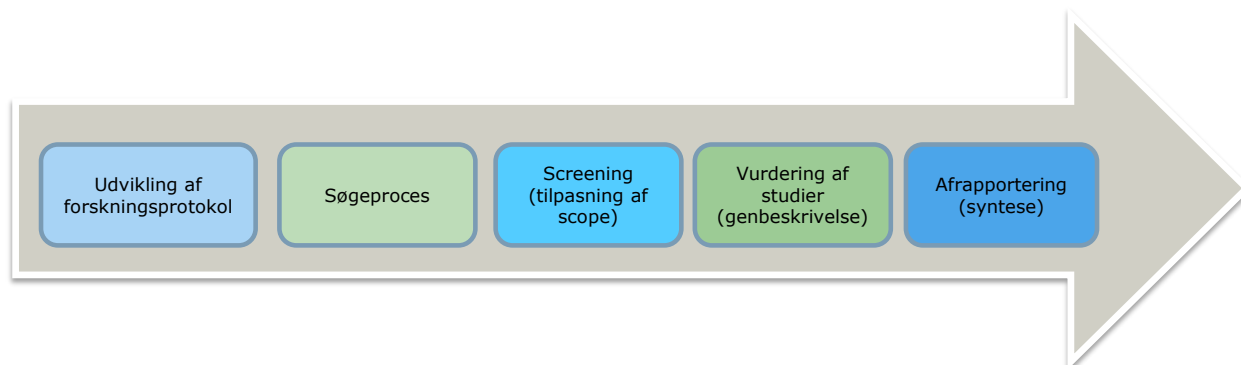 Udvikling af
forskningsprotokol
Søgeproces
Screening
(tilpasning af
scope)
Vurdering af
studier
(genbeskrivelse)
Afrapportering
(syntese)